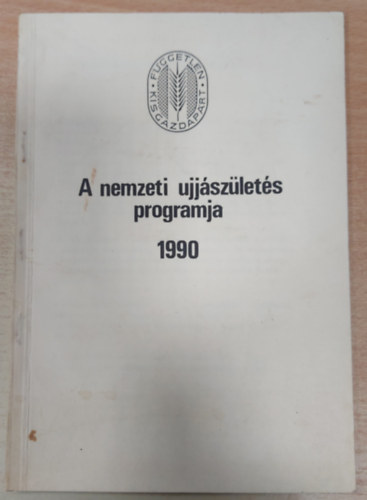 FÜGGETLEN
KISGAZDAPÁRT
A nemzeti ujjászületés
programja
1990